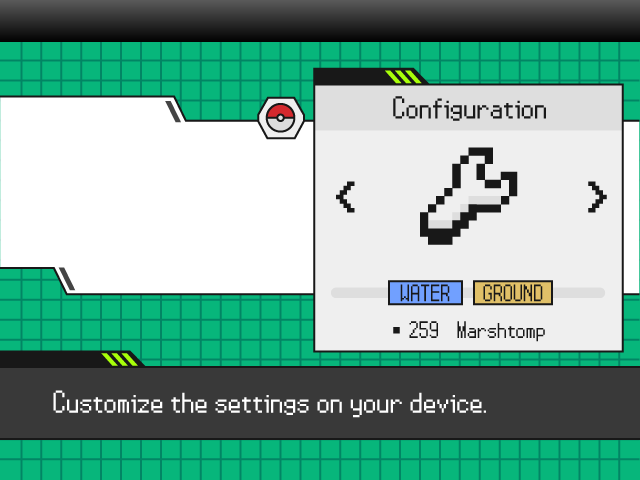 Configuration
WATER GROUND
▪ 259 Marshtomp
Customize the settings on your device.